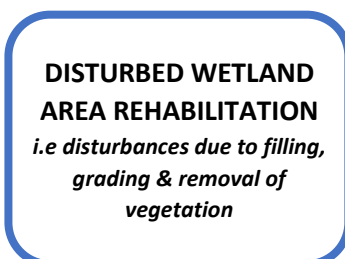 DISTURBED WETLAND
AREA REHABILITATION
i.e disturbances due to filling,
grading & removal of
vegetation